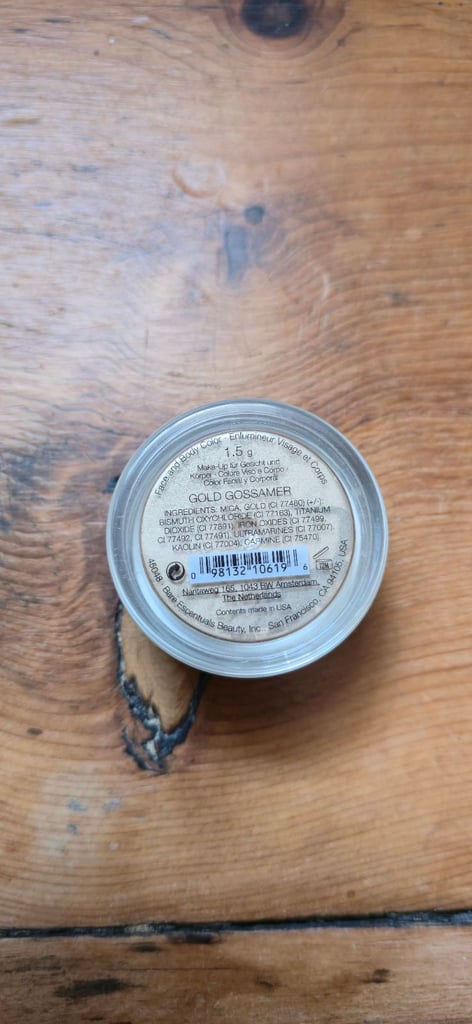 Face and Body Color · Enlumineur Visage et Corps
1.5 g
Make-Up für Gesicht und
Körper · Colore Viso e Corpo ·
Color Facial y Corporal
GOLD GOSSAMER
INGREDIENTS: MICA, GOLD (CI 77480) (+/-):
BISMUTH OXYCHLORIDE (CI 77163), TITANIUM
DIOXIDE (CI 77891), IRON OXIDES (CI 77499,
CI 77492, CI 77491), ULTRAMARINES (CI 77007),
KAOLIN (CI 77004), CARMINE (CI 75470).
0 98132 10619 6
12M
165, 1043 BW Amsterdam,
The Netherlands
Contents made in USA
45048 · Bare Escentuals Beauty, Inc., San Francisco, CA 94105, USA